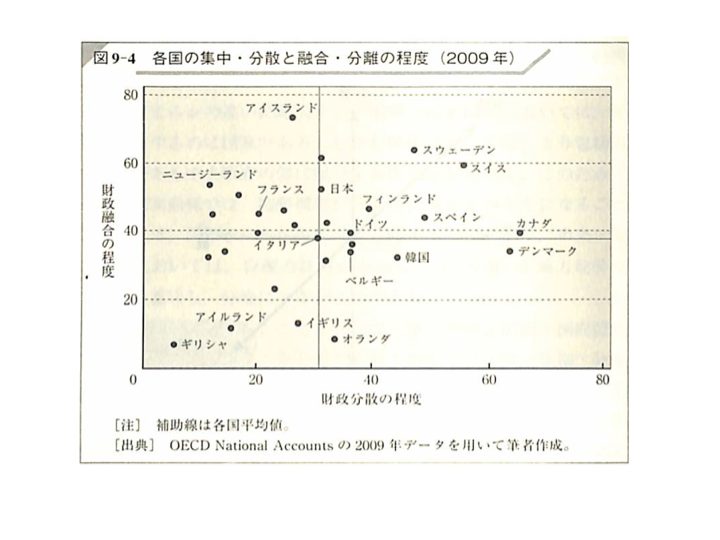 図9-4 各国の集中・分散と融合・分離の程度（2009年）
80
アイスランド
スウェーデン
60
スイス
ニュージーランド
フランス
日本
フィンランド
財政融合の程度
40
ドイツ
スペイン
カナダ
イタリア
韓国
デンマーク
ベルギー
20
アイルランド
イギリス
オランダ
ギリシャ
0
20
40
60
80
財政分散の程度
［注］ 補助線は各国平均値。
［出典］ OECD National Accounts の 2009 年データを用いて筆者作成。